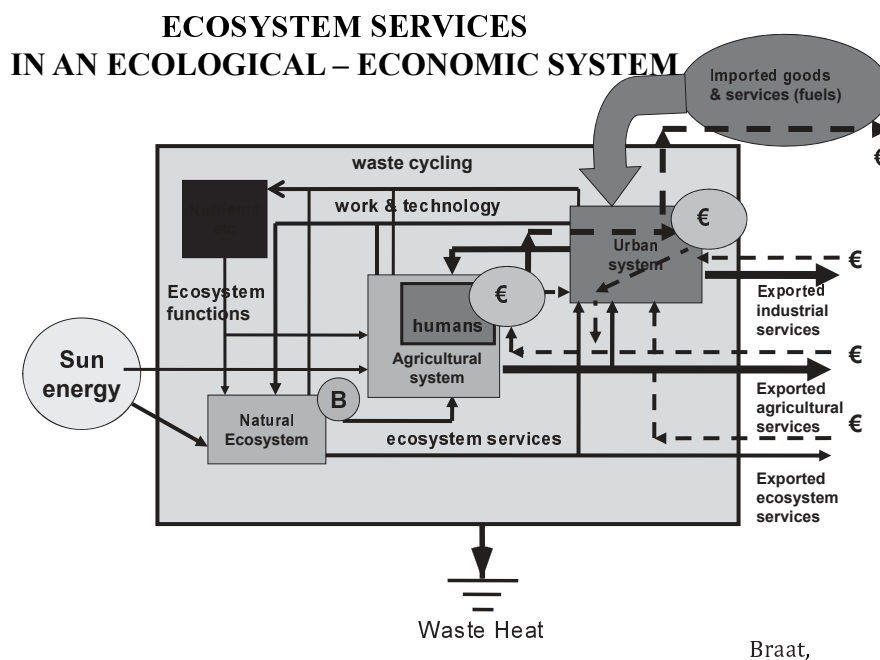 ECOSYSTEM SERVICES
IN AN ECOLOGICAL – ECONOMIC SYSTEM
Imported goods
& services (fuels)
€
waste cycling
work & technology
€
Urban
system
€
Exported
industrial
services
Ecosystem
functions
€
humans
Agricultural
system
€
Sun
energy
Exported
agricultural
services
€
B
Natural
Ecosystem
ecosystem services
Exported
ecosystem
services
Waste Heat
Braat,